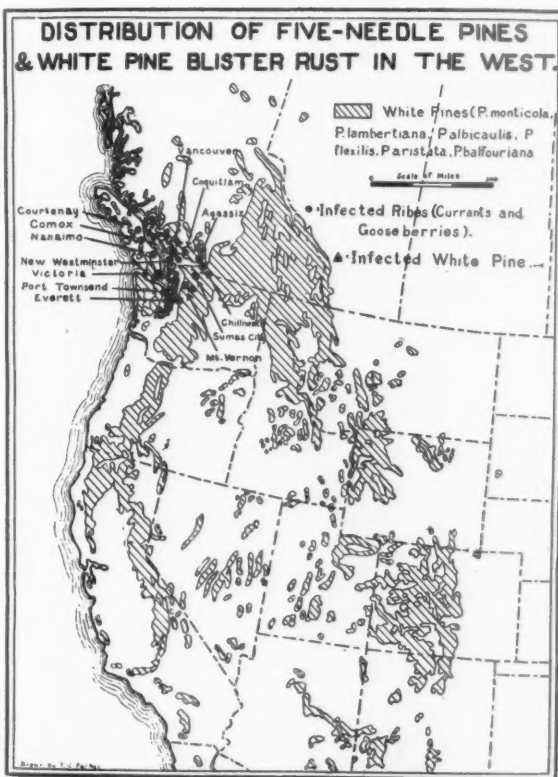 DISTRIBUTION OF FIVE-NEEDLE PINES
& WHITE PINE BLISTER RUST IN THE WEST.
White Pines (P. monticola,
P. lambertiana, P. albicaulis, P
flexilis, P. aristata, P. balfouriana
Scale of Miles
• Infected Ribes (Currants and
Gooseberries).
▲ Infected White Pine
Vancouver
Coquitlam
Agassiz
Courtenay
Comox
Nanaimo
New Westminster
Victoria
Port Townsend
Everett
Sumas City
Mt. Vernon